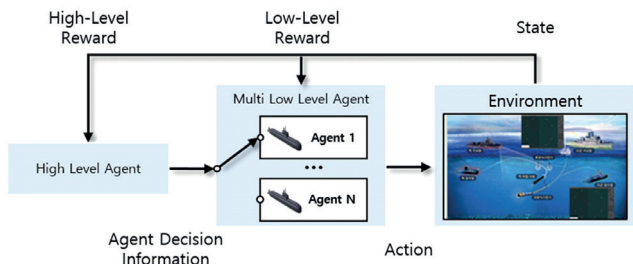 High-Level
Reward
Low-Level
Reward
State
Multi Low Level Agent
Environment
High Level Agent
Agent 1
...
Agent N
Agent Decision
Information
Action